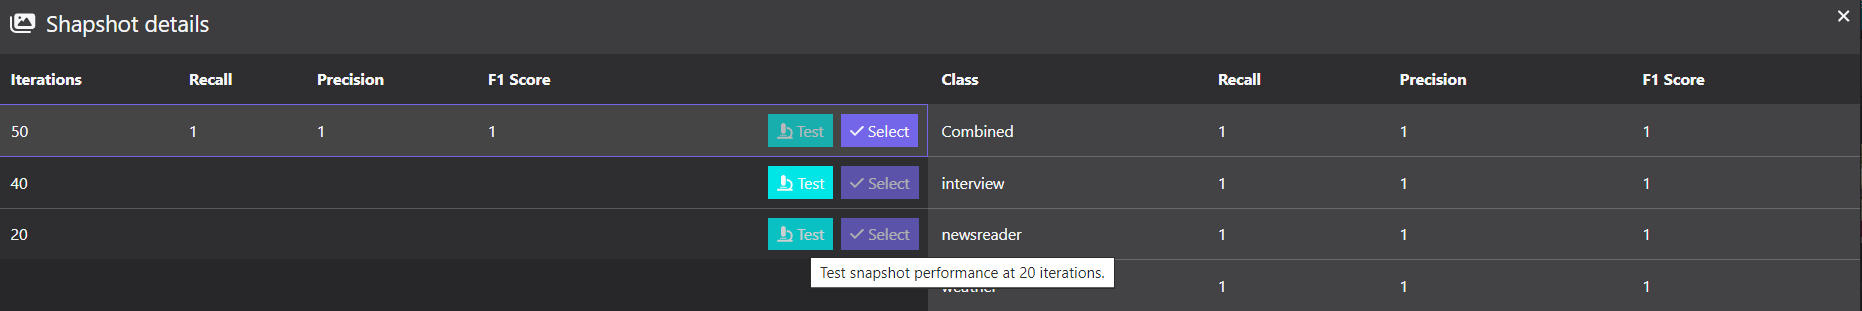 Shapshot details
Iterations Recall Precision F1 Score Class Recall Precision F1 Score
50 1 1 1 Test Select Combined 1 1 1
40 Test Select interview 1 1 1
20 Test Select newsreader 1 1 1
Test snapshot performance at 20 iterations.
weather 1 1 1